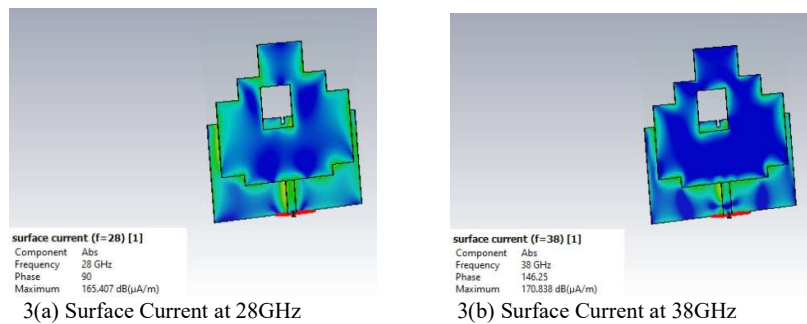 surface current (f=28) [1]
Component Abs
Frequency 28 GHz
Phase 90
Maximum 165.407 dB(µA/m)
3(a) Surface Current at 28GHz
surface current (f=38) [1]
Component Abs
Frequency 38 GHz
Phase 146.25
Maximum 170.838 dB(µA/m)
3(b) Surface Current at 38GHz